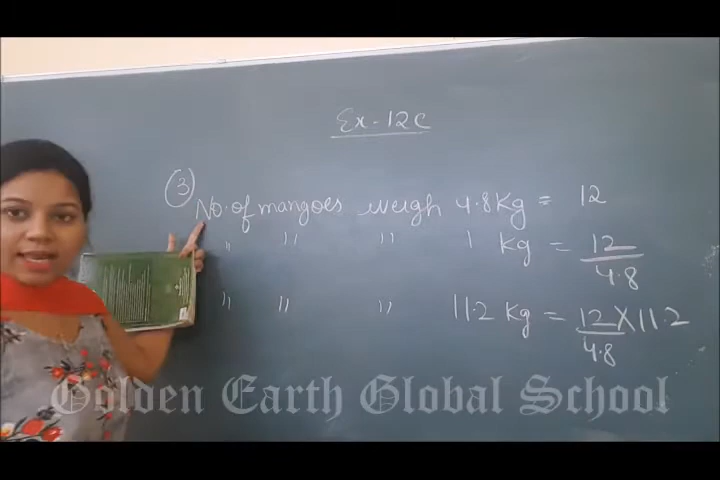 Ex-12C
③ No. of mangoes weigh 4.8 Kg = 12
" " " 1 Kg = 12/4.8
" " " 11.2 Kg = 12/4.8 X 11.2
Golden Earth Global School.